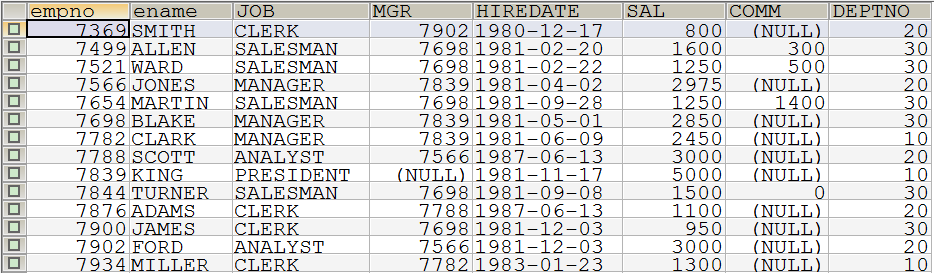 empno ename JOB MGR HIREDATE SAL COMM DEPTNO
7369 SMITH CLERK 7902 1980-12-17 800 (NULL) 20
7499 ALLEN SALESMAN 7698 1981-02-20 1600 300 30
7521 WARD SALESMAN 7698 1981-02-22 1250 500 30
7566 JONES MANAGER 7839 1981-04-02 2975 (NULL) 20
7654 MARTIN SALESMAN 7698 1981-09-28 1250 1400 30
7698 BLAKE MANAGER 7839 1981-05-01 2850 (NULL) 30
7782 CLARK MANAGER 7839 1981-06-09 2450 (NULL) 10
7788 SCOTT ANALYST 7566 1987-06-13 3000 (NULL) 20
7839 KING PRESIDENT (NULL) 1981-11-17 5000 (NULL) 10
7844 TURNER SALESMAN 7698 1981-09-08 1500 0 30
7876 ADAMS CLERK 7788 1987-06-13 1100 (NULL) 20
7900 JAMES CLERK 7698 1981-12-03 950 (NULL) 30
7902 FORD ANALYST 7566 1981-12-03 3000 (NULL) 20
7934 MILLER CLERK 7782 1983-01-23 1300 (NULL) 10